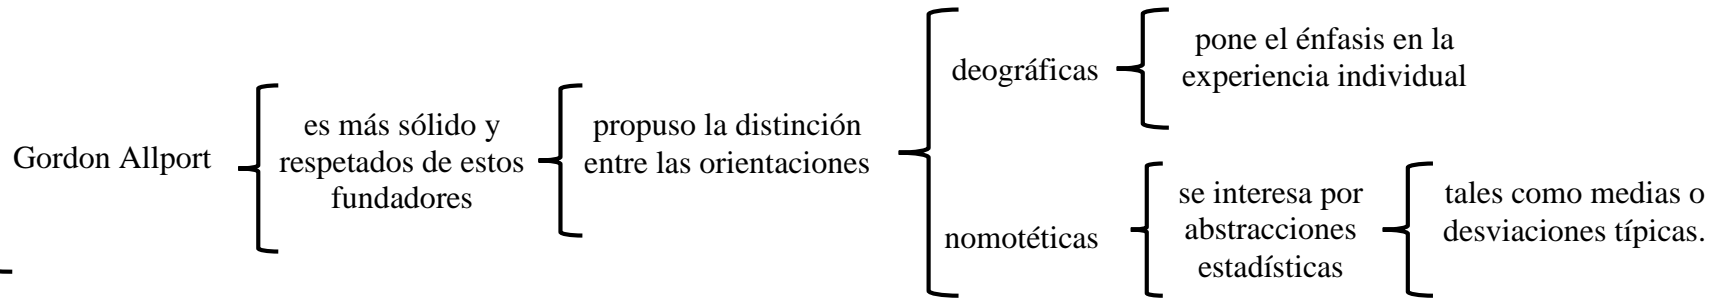 Gordon Allport
es más sólido y
respetados de estos
fundadores
propuso la distinción
entre las orientaciones
deográficas
pone el énfasis en la
experiencia individual
nomotéticas
se interesa por
abstracciones
estadísticas
tales como medias o
desviaciones típicas.